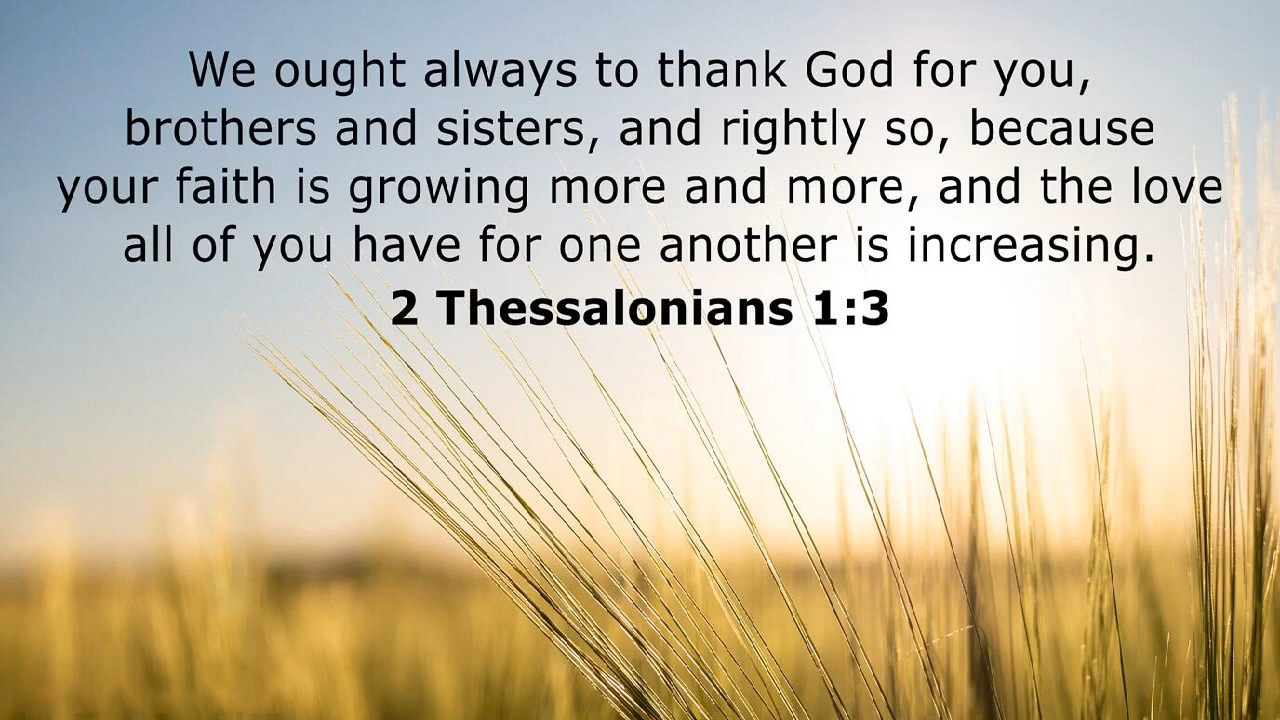 We ought always to thank God for you,
brothers and sisters, and rightly so, because
your faith is growing more and more, and the love
all of you have for one another is increasing.
2 Thessalonians 1:3